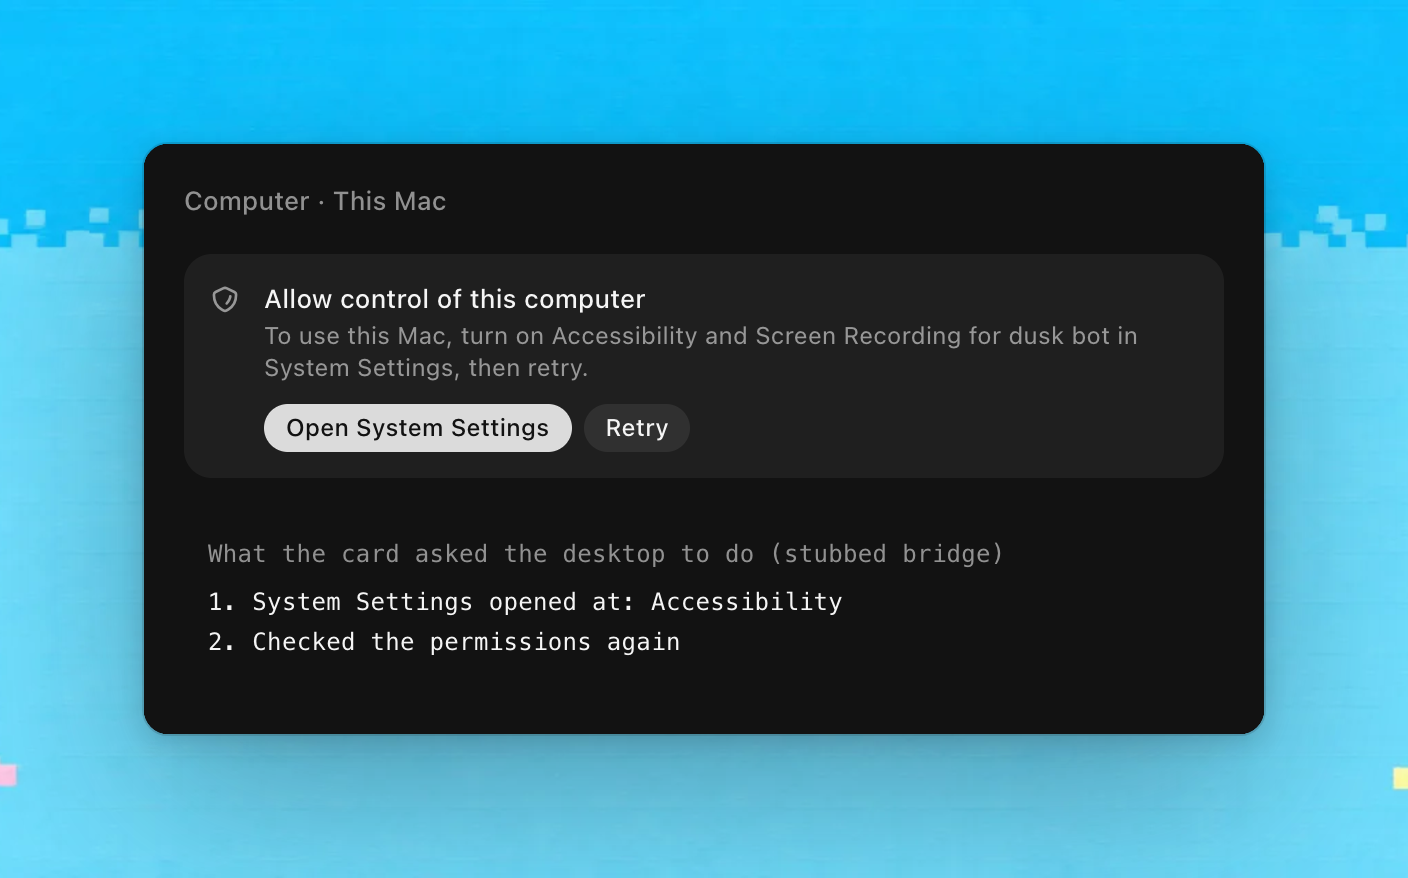 Computer · This Mac
Allow control of this computer
To use this Mac, turn on Accessibility and Screen Recording for dusk bot in
System Settings, then retry.
Open System Settings
Retry
What the card asked the desktop to do (stubbed bridge)
1. System Settings opened at: Accessibility
2. Checked the permissions again